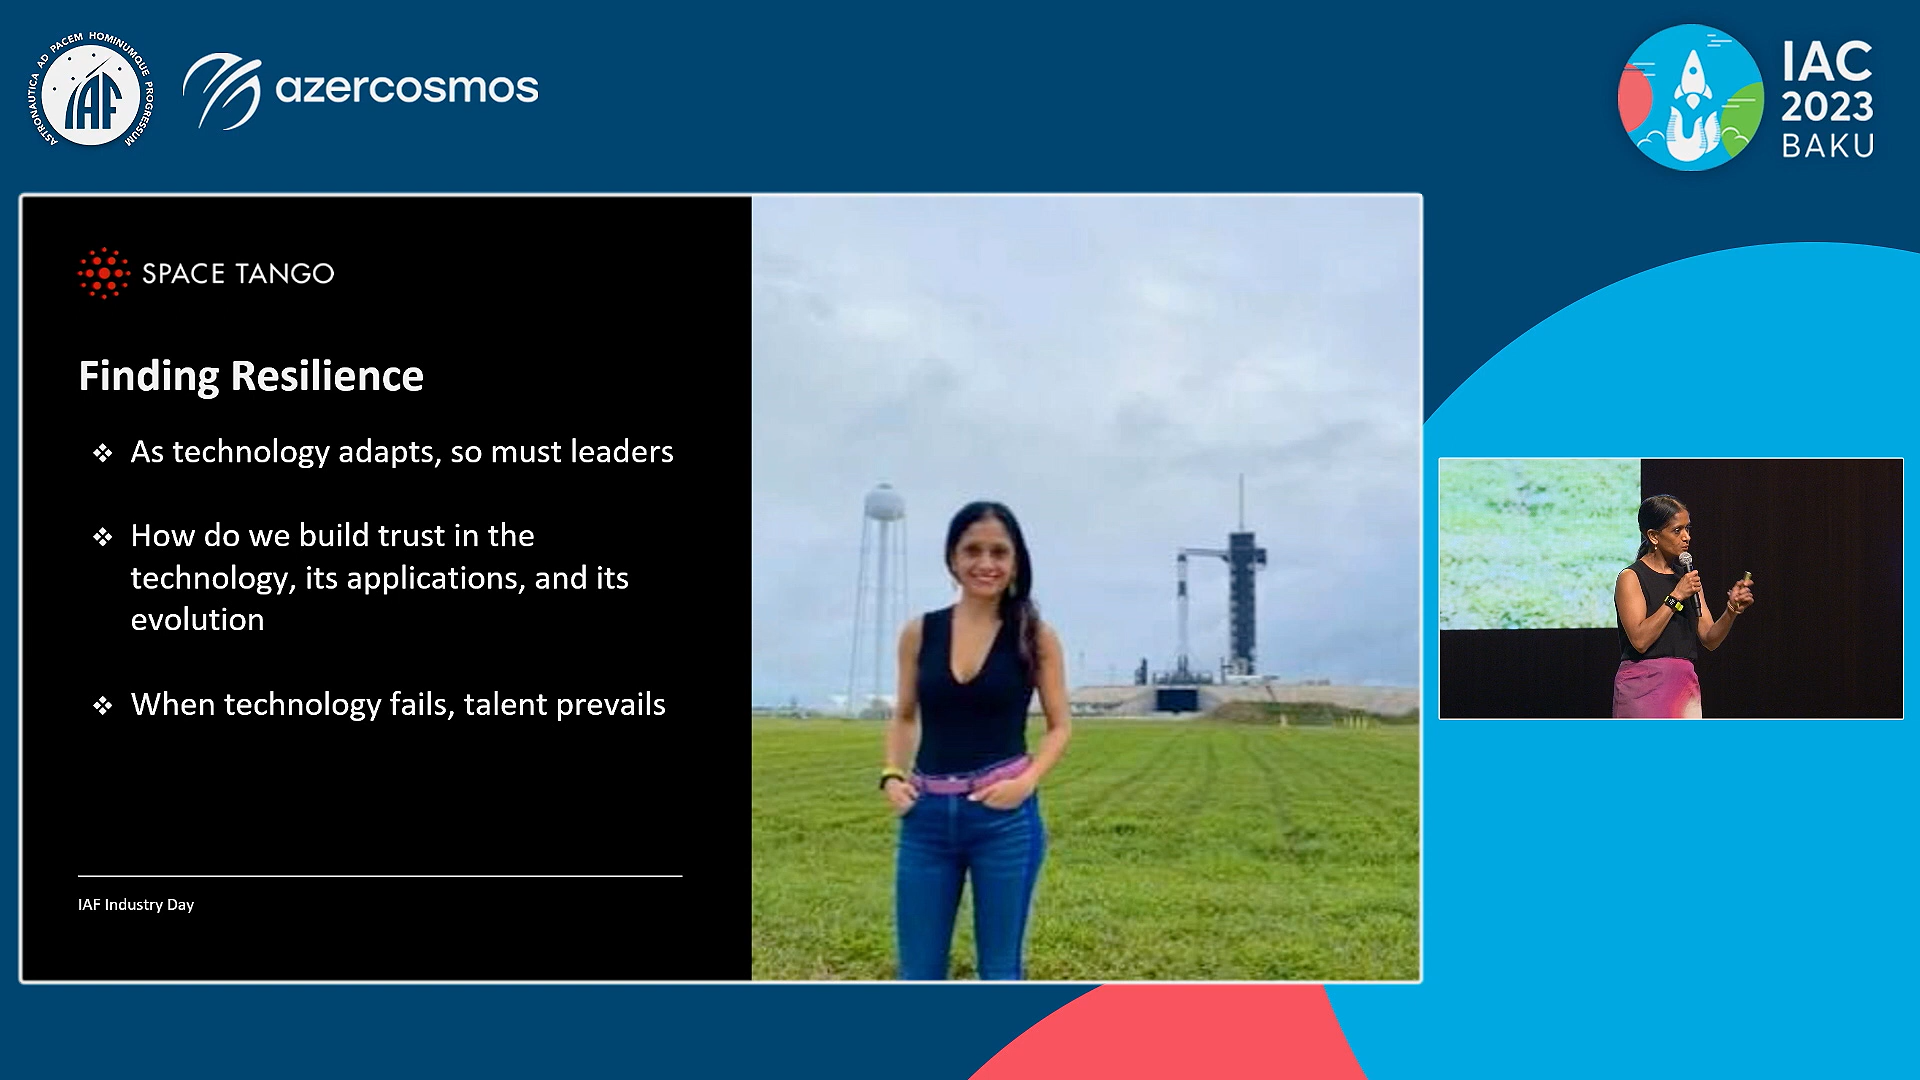 ASTRONAUTICA AD PACEM HOMINUMQUE PROGRESSUM
IAF
azercosmos
IAC
2023
BAKU
SPACE TANGO
Finding Resilience
❖ As technology adapts, so must leaders
❖ How do we build trust in the
technology, its applications, and its
evolution
❖ When technology fails, talent prevails
IAF Industry Day